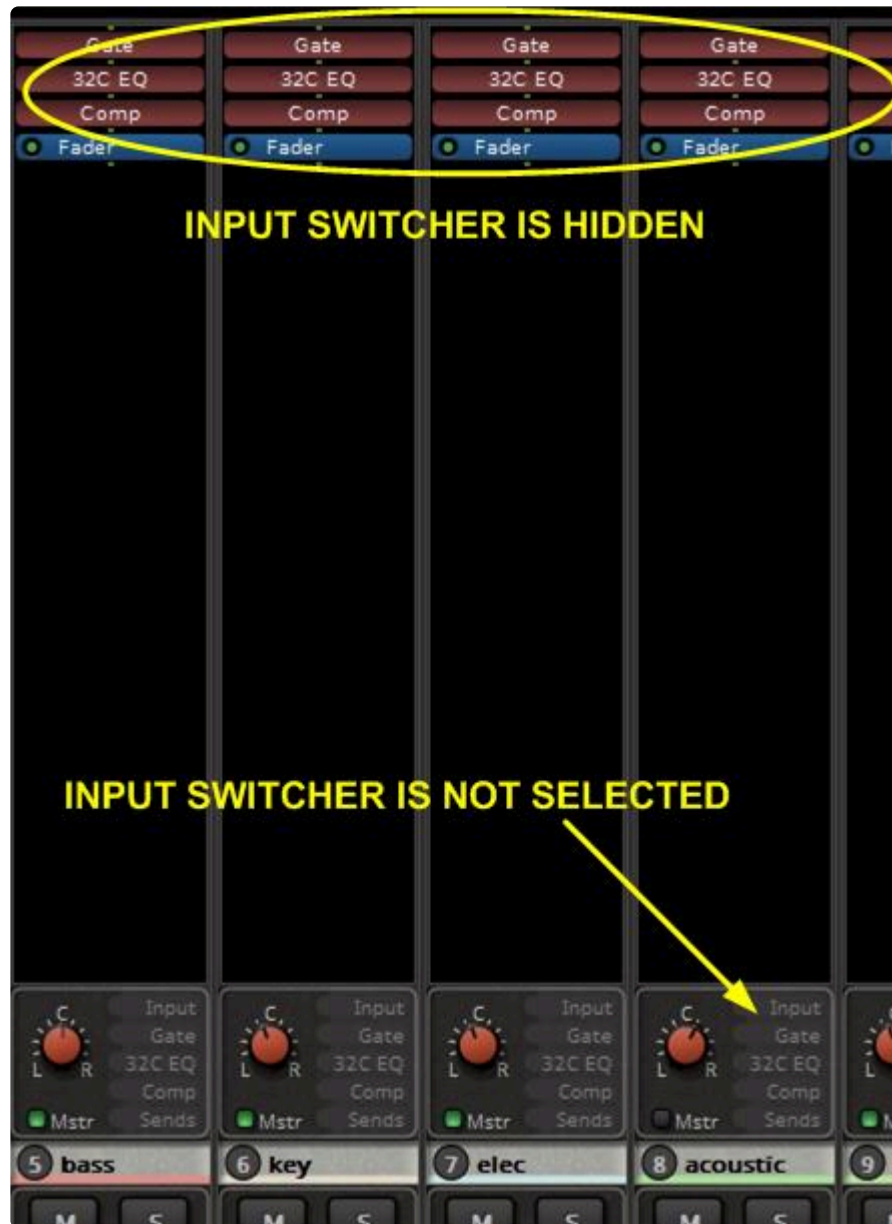 Gate Gate Gate Gate
32C EQ 32C EQ 32C EQ 32C EQ
Comp Comp Comp Comp
Fader Fader Fader Fader
INPUT SWITCHER IS HIDDEN
INPUT SWITCHER IS NOT SELECTED
C Input C Input C Input C Input
Gate Gate Gate Gate
L R 32C EQ L R 32C EQ L R 32C EQ L R 32C EQ L
Comp Comp Comp Comp
Mstr Sends Mstr Sends Mstr Sends Mstr Sends
5 bass 6 key 7 elec 8 acoustic 9
M S M S M S M S